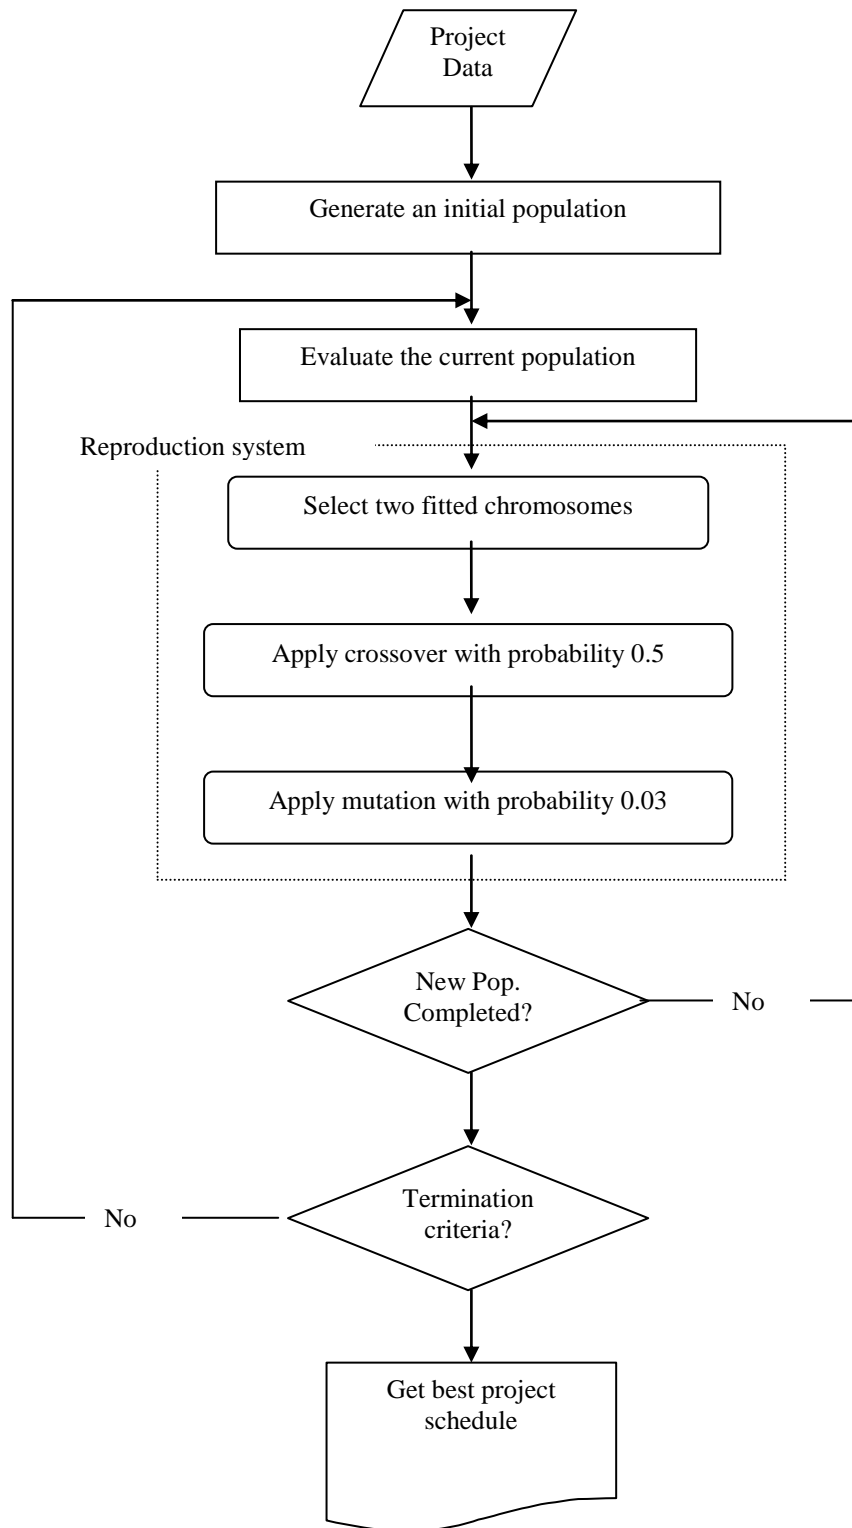 Project
Data
Generate an initial population
Evaluate the current population
Reproduction system
Select two fitted chromosomes
Apply crossover with probability 0.5
Apply mutation with probability 0.03
New Pop.
Completed?
No
Termination
criteria?
No
Get best project
schedule